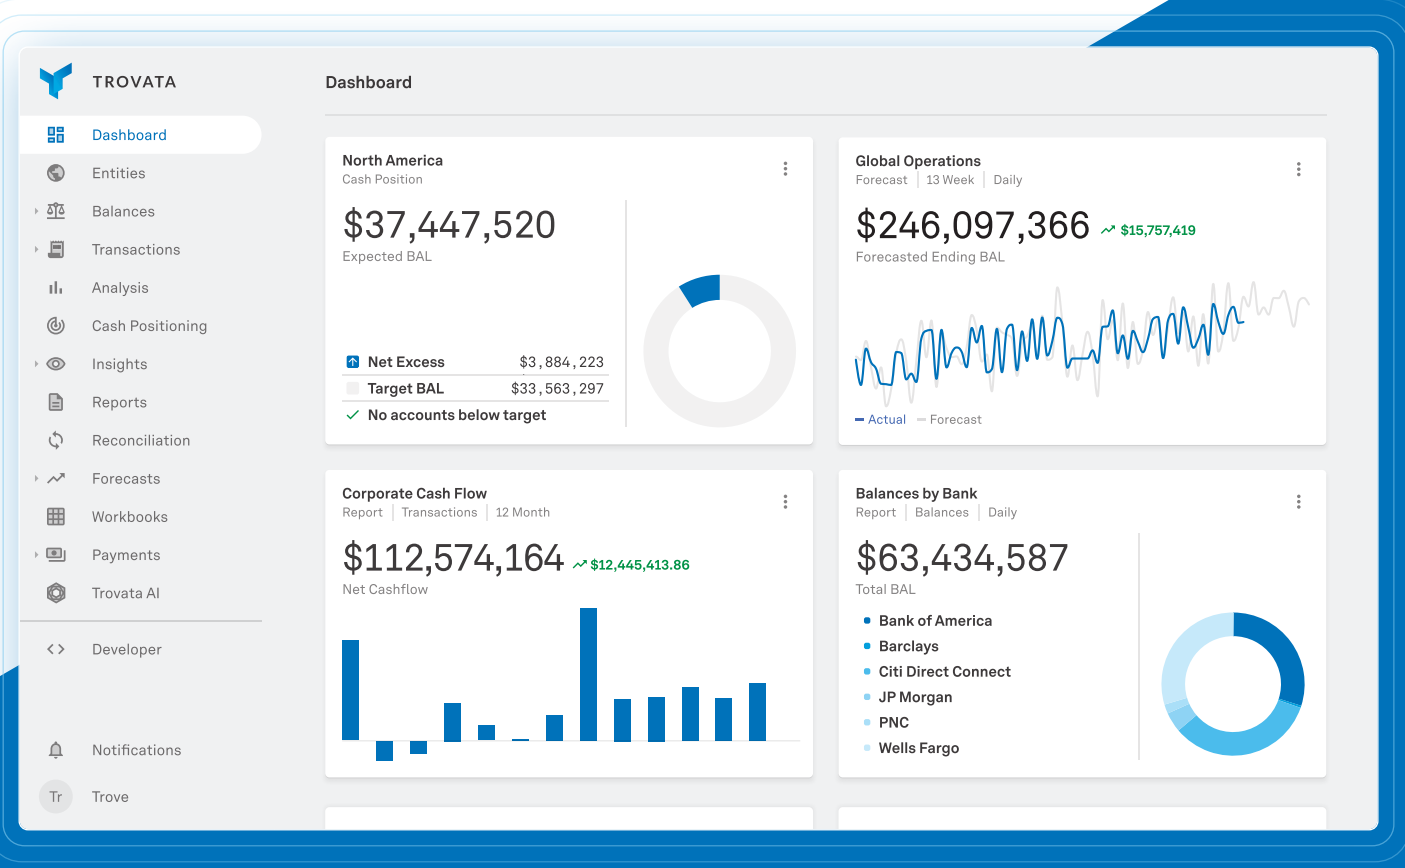 TROVATA
Dashboard
Entities
Balances
Transactions
Analysis
Cash Positioning
Insights
Reports
Reconciliation
Forecasts
Workbooks
Payments
Trovata AI
Developer
Notifications
Tr Trove
Dashboard
North America
Cash Position
$37,447,520
Expected BAL
Net Excess $3,884,223
Target BAL $33,563,297
No accounts below target
Global Operations
Forecast 13 Week Daily
$246,097,366 $15,757,419
Forecasted Ending BAL
Actual Forecast
Corporate Cash Flow
Report Transactions 12 Month
$112,574,164 $12,445,413.86
Net Cashflow
Balances by Bank
Report Balances Daily
$63,434,587
Total BAL
Bank of America
Barclays
Citi Direct Connect
JP Morgan
PNC
Wells Fargo